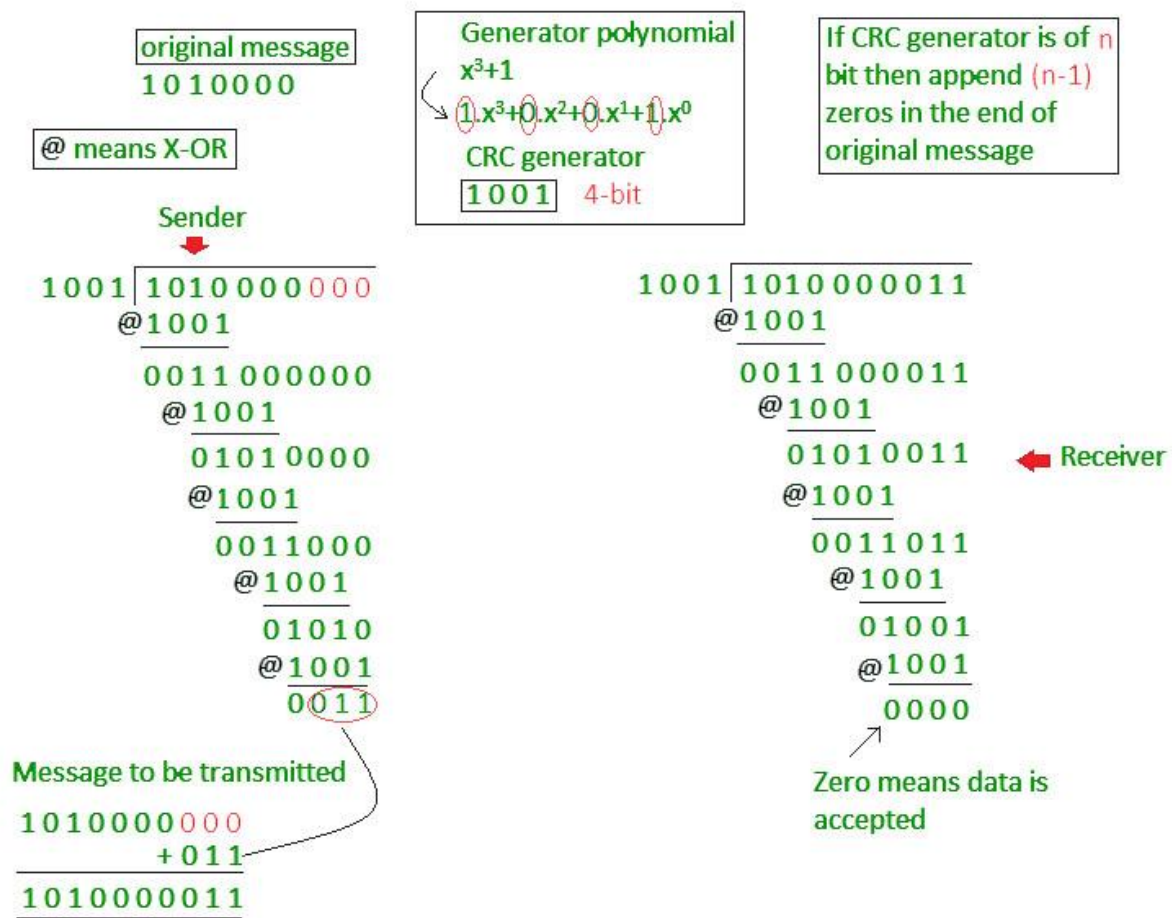 original message
1010000
@ means X-OR
Generator polynomial
x³+1
1.x³+0.x²+0.x¹+1.x⁰
CRC generator
1001 4-bit
If CRC generator is of n
bit then append (n-1)
zeros in the end of
original message
Sender
1001 1010000000
@1001
0011000000
@1001
01010000
@1001
0011000
@1001
01010
@1001
0011
Message to be transmitted
1010000000
+011
1010000011
1001 1010000011
@1001
0011000011
@1001
01010011
Receiver
@1001
0011011
@1001
01001
@1001
0000
Zero means data is
accepted